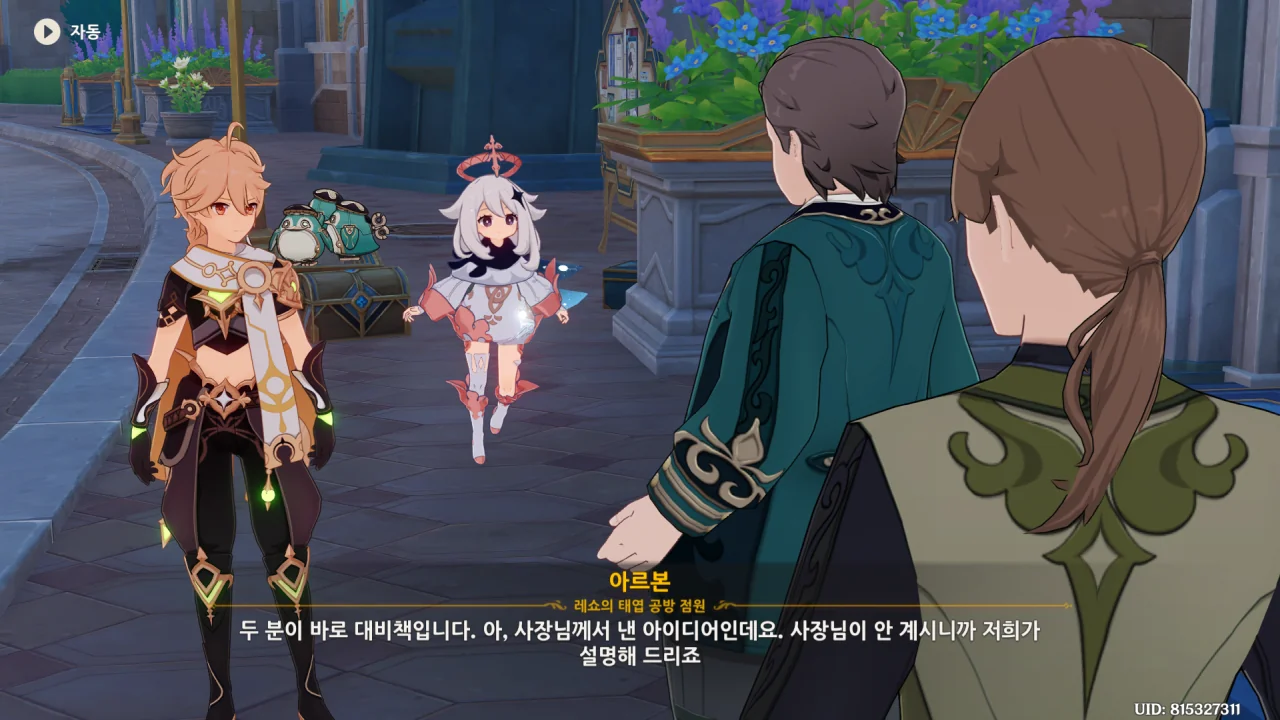 자동
아르본
레쇼의 태엽 공방 점원
두 분이 바로 대비책입니다. 아, 사장님께서 낸 아이디어인데요. 사장님이 안 계시니까 저희가
설명해 드리죠
UID: 815327311